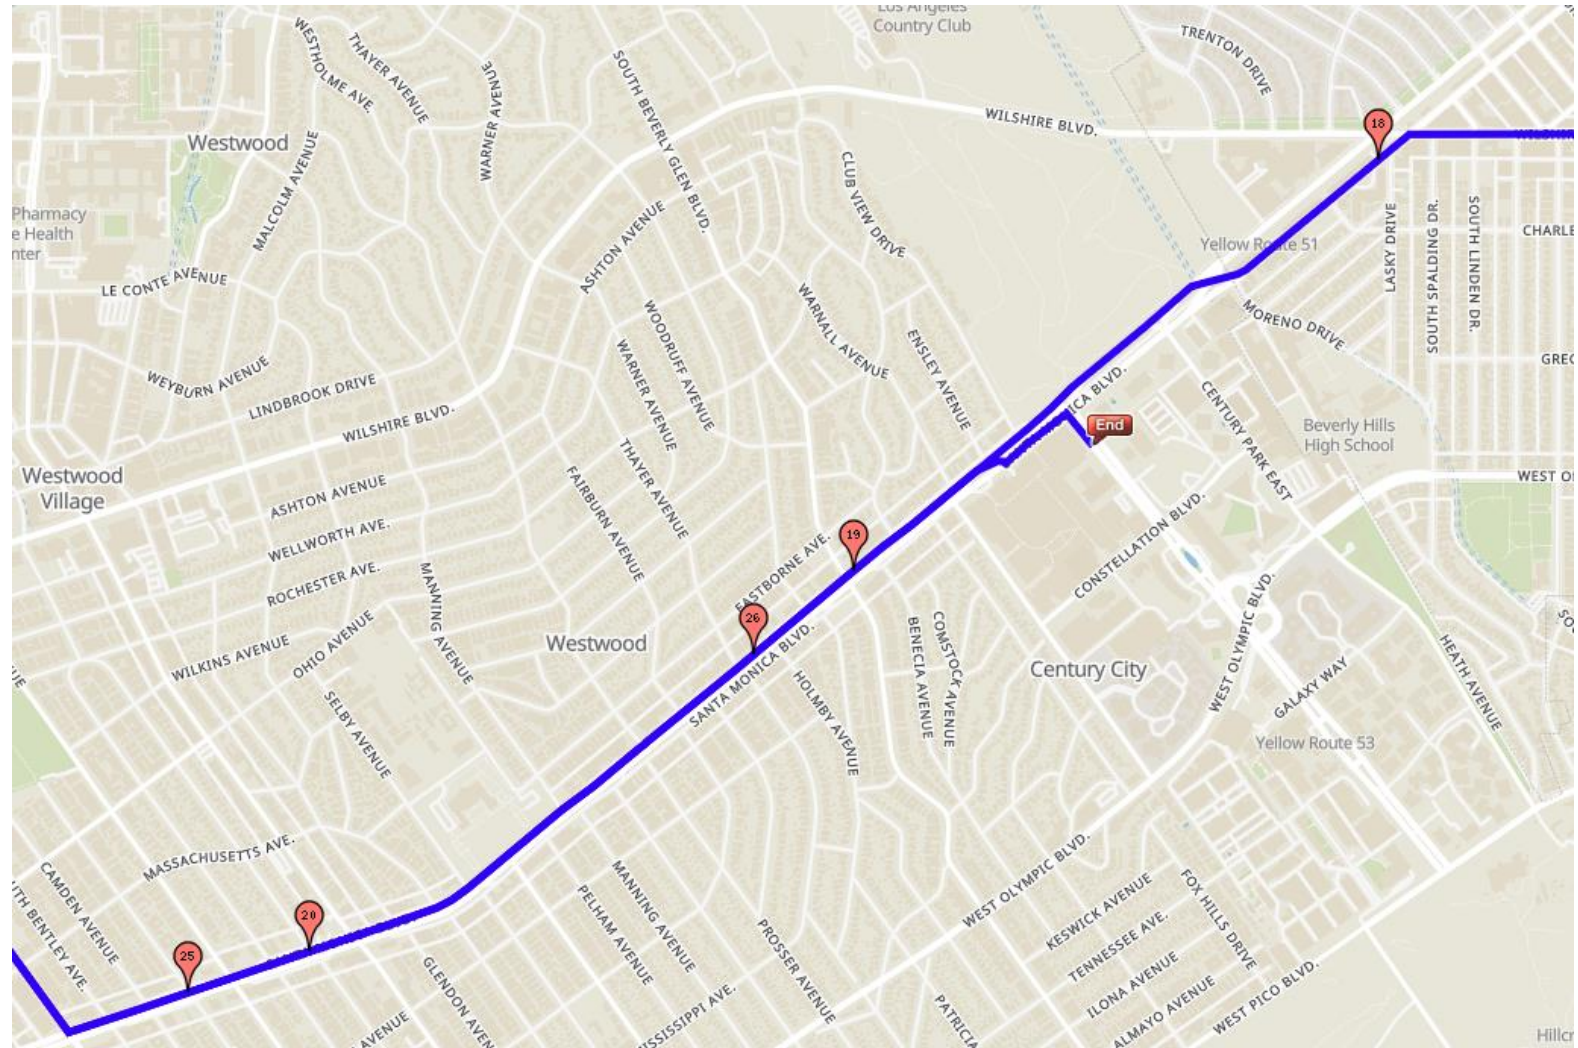 Los Angeles
Country Club
TRENTON DRIVE
WESTHOLME AVE.
THAYER AVENUE
WARNER AVENUE
SOUTH BEVERLY GLEN BLVD.
WILSHIRE BLVD.
18
Westwood
MALCOLM AVENUE
CLUB VIEW DRIVE
ASHTON AVENUE
Pharmacy
e Health
nter
LE CONTE AVENUE
Yellow Route 51
LASKY DRIVE
SOUTH SPALDING DR.
SOUTH LINDEN DR.
CHARLE
WARNALL AVENUE
WOODRUFF AVENUE
WARNER AVENUE
ENSLEY AVENUE
MORENO DRIVE
GREG
WEYBURN AVENUE
LINDBROOK DRIVE
WILSHIRE BLVD.
ICA BLVD.
End
CENTURY PARK EAST
Beverly Hills
High School
Westwood
Village
ASHTON AVENUE
WELLWORTH AVE.
ROCHESTER AVE.
THAYER AVENUE
FAIRBURN AVENUE
WEST O
CONSTELLATION BLVD.
19
EASTBORNE AVE.
MANNING AVENUE
26
WILKINS AVENUE
OHIO AVENUE
Westwood
SANTA MONICA BLVD.
HOLMBY AVENUE
BENECIA AVENUE
COMSTOCK AVENUE
Century City
WEST OLYMPIC BLVD.
GALAXY WAY
HEATH AVENUE
SELBY AVENUE
Yellow Route 53
MASSACHUSETTS AVE.
CAMDEN AVENUE
UTH BENTLEY AVE.
20
25
MANNING AVENUE
PELHAM AVENUE
PROSSER AVENUE
WEST OLYMPIC BLVD.
KESWICK AVENUE
TENNESSEE AVE.
FOX HILLS DRIVE
ILONA AVENUE
ALMAYO AVENUE
WEST PICO BLVD.
GLENDON AVEN
ISSISSIPPI AVE.
PATRICIA
AVENUE
Hillcr